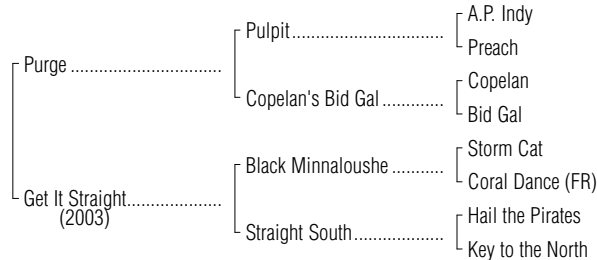 A.P. Indy
Pulpit
Preach
Purge
Copelan
Copelan's Bid Gal
Bid Gal
Storm Cat
Black Minnaloushe
Coral Dance (FR)
Get It Straight
(2003)
Hail the Pirates
Straight South
Key to the North